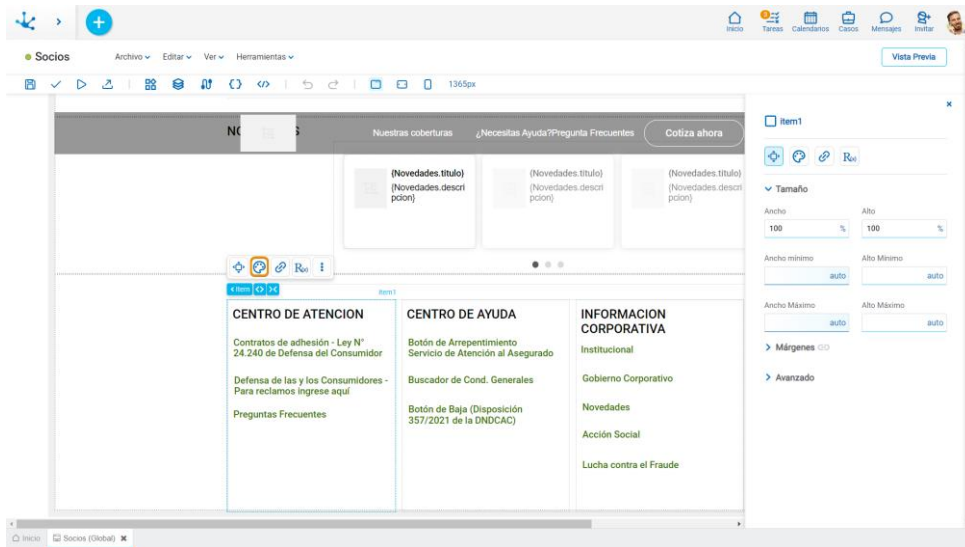 3
Inicio Tareas Calendarios Casos Mensajes Invitar
Socios Archivo Editar Ver Herramientas Vista Previa
1365px
item1
Nuestras coberturas ¿Necesitas Ayuda?Pregunta Frecuentes Cotiza ahora
R(x)
Tamaño
{Novedades.titulo} {Novedades.titulo} {Novedades.titulo}
{Novedades.descri {Novedades.descri {Novedades.descri
pcion} pcion} pcion}
Ancho Alto
100 % 100 %
Ancho mínimo Alto Mínimo
auto auto
R(x)
Item item1
Ancho Máximo Alto Máximo
auto auto
Márgenes
Avanzado
CENTRO DE ATENCION
Contratos de adhesión - Ley N°
24.240 de Defensa del Consumidor
Defensa de las y los Consumidores -
Para reclamos ingrese aquí
Preguntas Frecuentes
CENTRO DE AYUDA
Botón de Arrepentimiento
Servicio de Atención al Asegurado
Buscador de Cond. Generales
Botón de Baja (Disposición
357/2021 de la DNDCAC)
INFORMACION
CORPORATIVA
Institucional
Gobierno Corporativo
Novedades
Acción Social
Lucha contra el Fraude
Inicio Socios (Global)